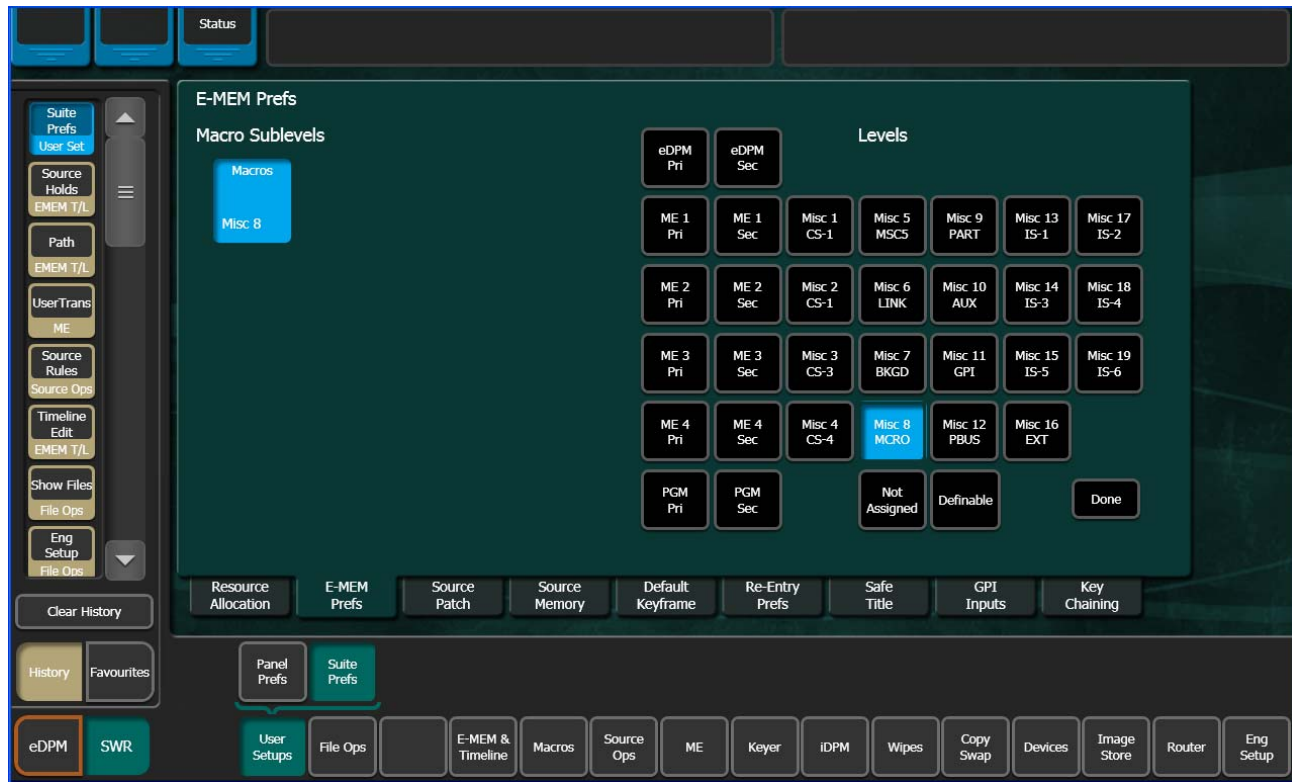 Status
Suite
Prefs
User Set
Source
Holds
EMEM T/L
Path
EMEM T/L
UserTrans
ME
Source
Rules
Source Ops
Timeline
Edit
EMEM T/L
Show Files
File Ops
Eng
Setup
File Ops
Clear History
History
Favourites
eDPM
SWR
E-MEM Prefs
Macro Sublevels
Macros
Misc 8
Levels
eDPM
Pri
eDPM
Sec
ME 1
Pri
ME 1
Sec
Misc 1
CS-1
Misc 5
MSC5
Misc 9
PART
Misc 13
IS-1
Misc 17
IS-2
ME 2
Pri
ME 2
Sec
Misc 2
CS-1
Misc 6
LINK
Misc 10
AUX
Misc 14
IS-3
Misc 18
IS-4
ME 3
Pri
ME 3
Sec
Misc 3
CS-3
Misc 7
BKGD
Misc 11
GPI
Misc 15
IS-5
Misc 19
IS-6
ME 4
Pri
ME 4
Sec
Misc 4
CS-4
Misc 8
MCRO
Misc 12
PBUS
Misc 16
EXT
PGM
Pri
PGM
Sec
Not
Assigned
Definable
Done
Resource
Allocation
E-MEM
Prefs
Source
Patch
Source
Memory
Default
Keyframe
Re-Entry
Prefs
Safe
Title
GPI
Inputs
Key
Chaining
Panel
Prefs
Suite
Prefs
User
Setups
File Ops
E-MEM &
Timeline
Macros
Source
Ops
ME
Keyer
iDPM
Wipes
Copy
Swap
Devices
Image
Store
Router
Eng
Setup